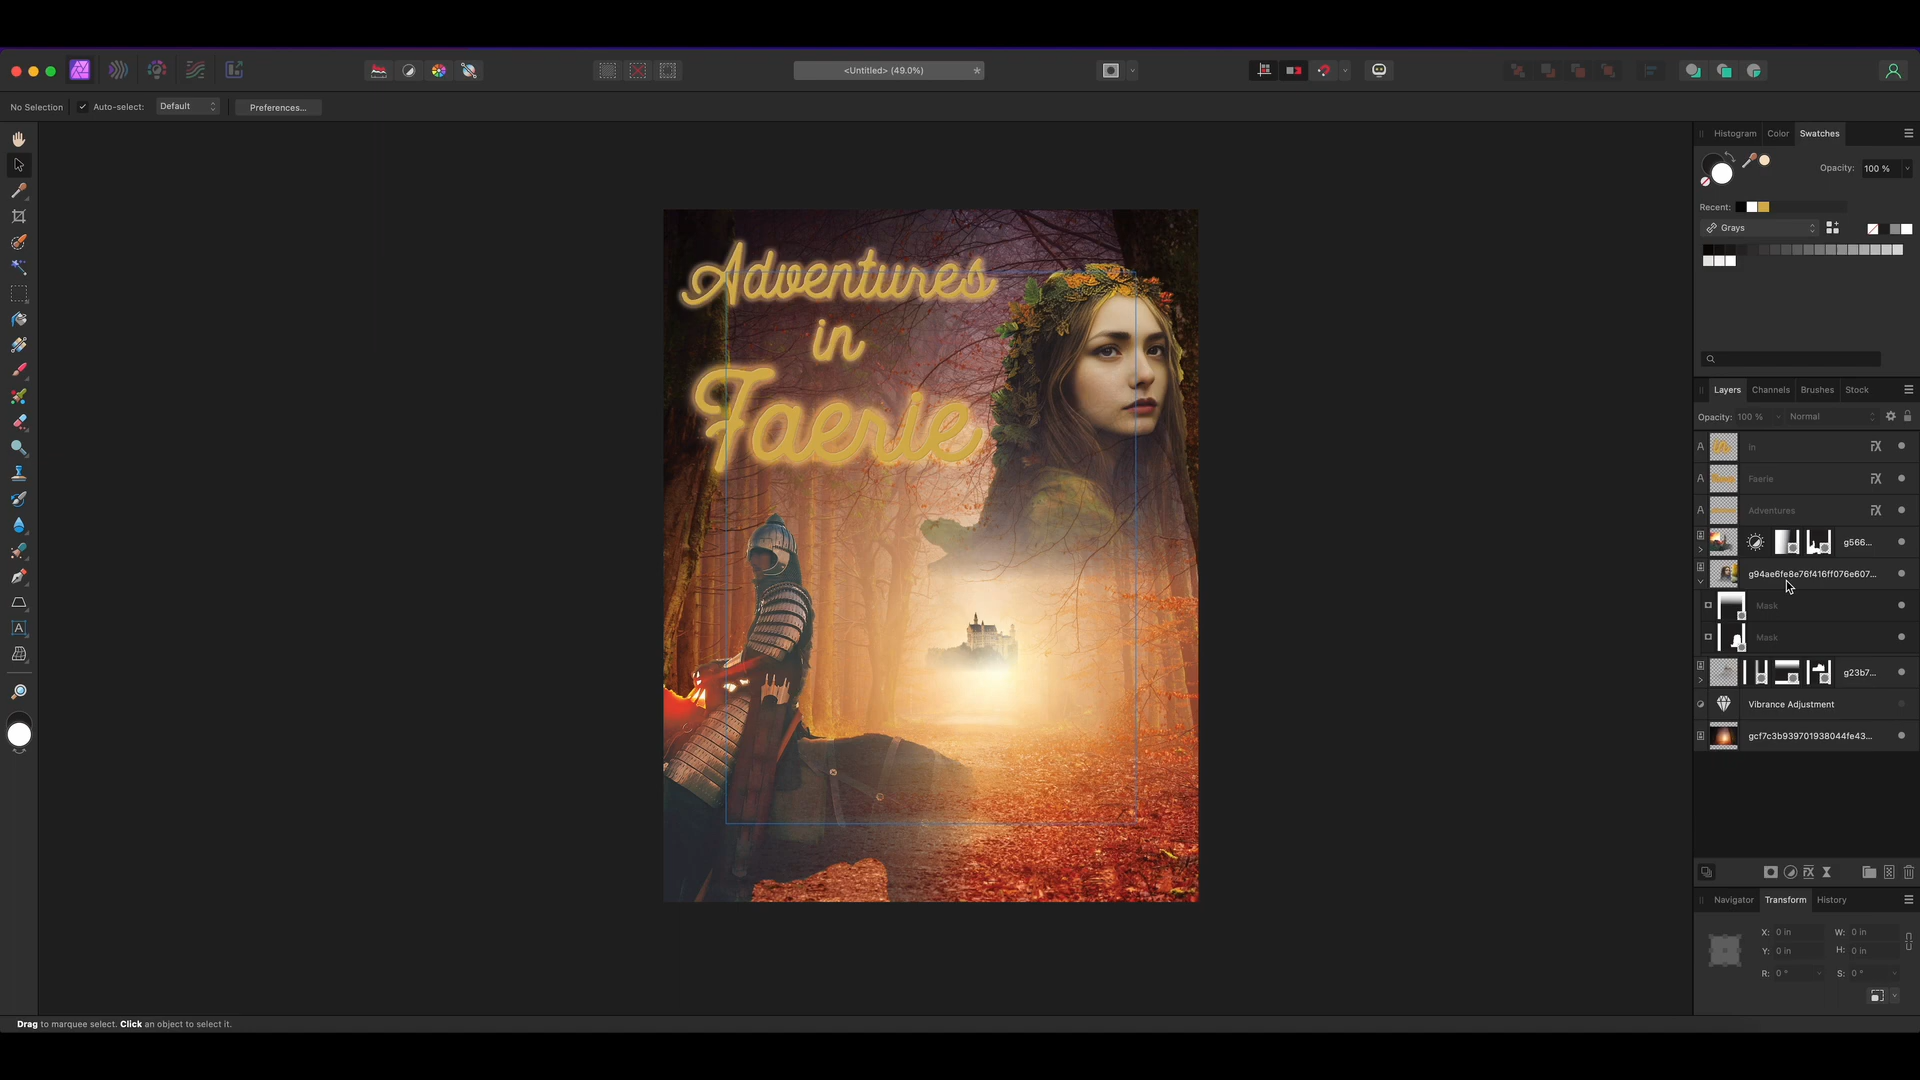 <Untitled> (49.0%)
No Selection
Auto-select:
Default
Preferences...
Histogram
Color
Swatches
Opacity:
100 %
Recent:
Grays
Adventures
in
Faerie
Layers
Channels
Brushes
Stock
Opacity:
100 %
Normal
A
In
A
Faerie
A
Adventures
g566...
g94ae6fe8e76f416ff076e607...
Mask
Mask
g23b7...
Vibrance Adjustment
gcf7c3b939701938044fe43...
Navigator
Transform
History
X:
0 in
W:
0 in
Y:
0 in
H:
0 in
R:
0 °
S:
0 °
Drag to marquee select. Click an object to select it.